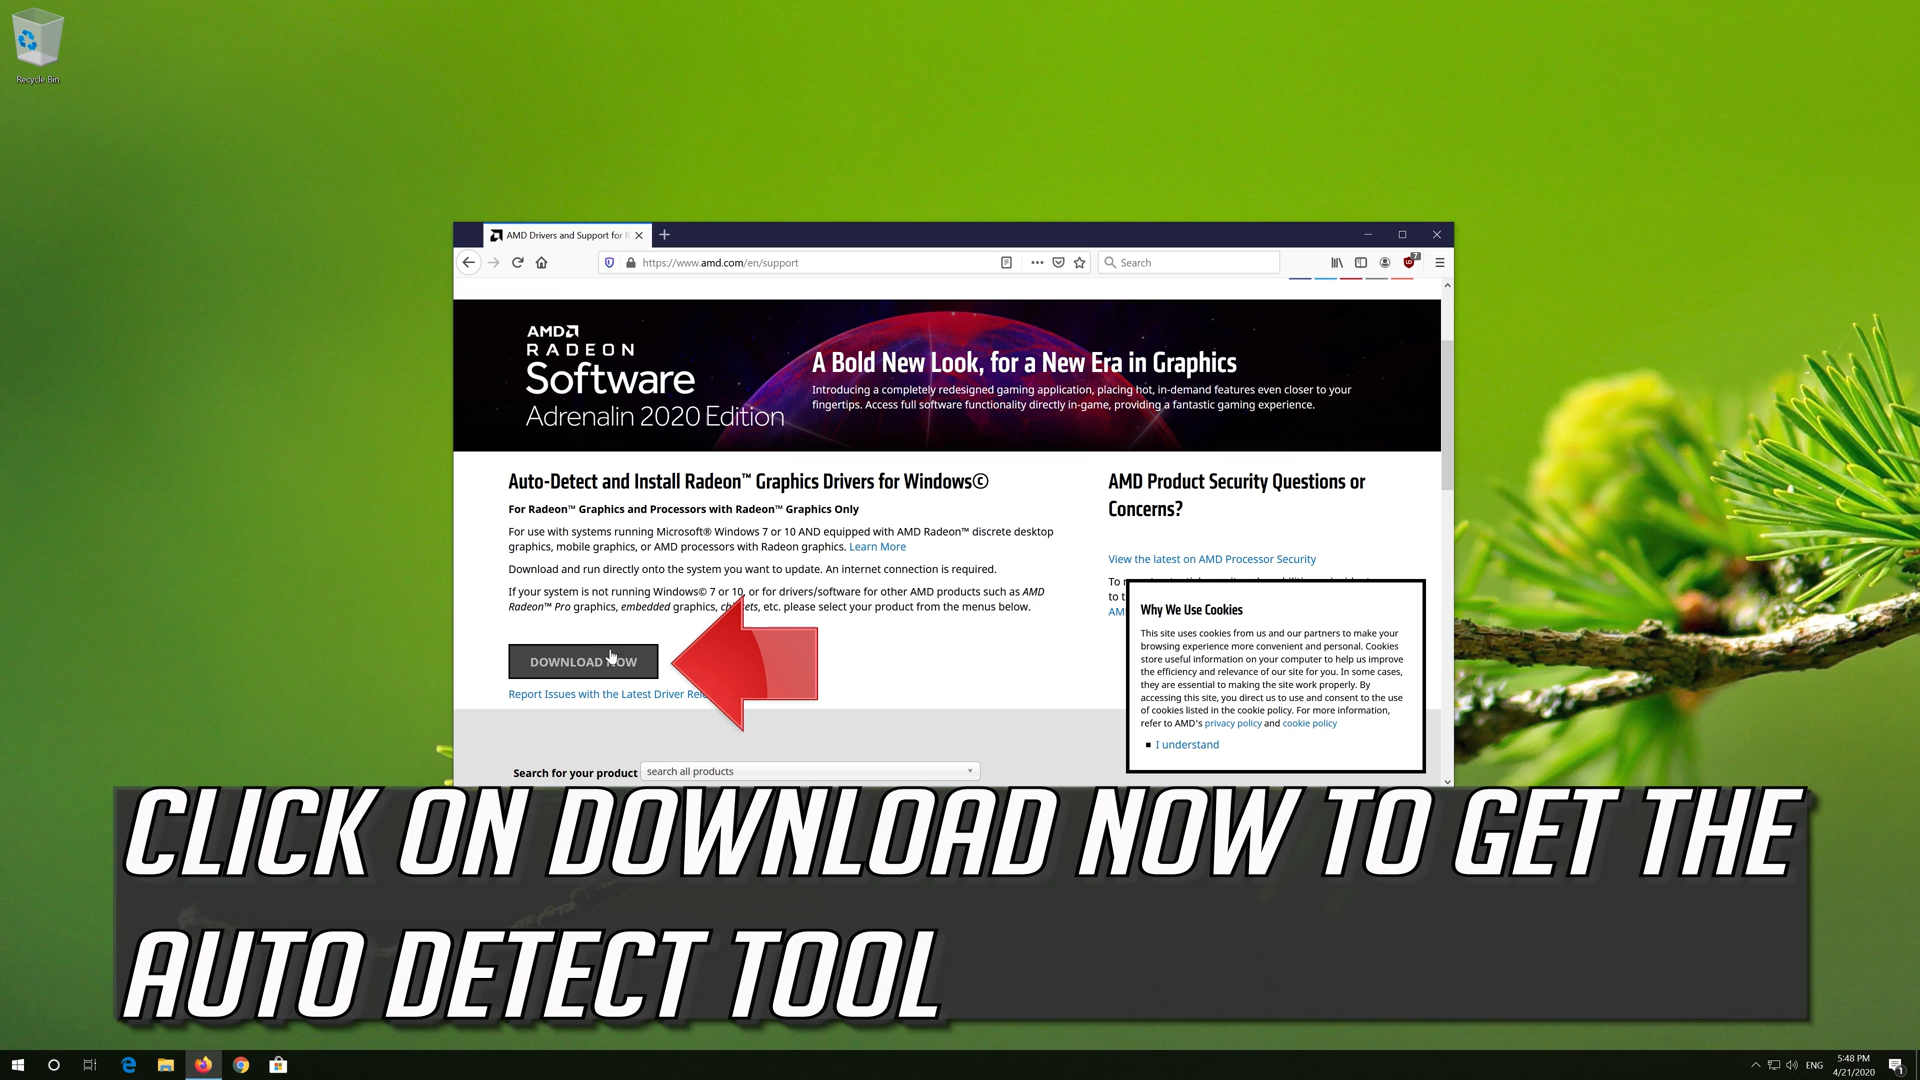 Recycle Bin
AMD Drivers and Support for R
https://www.amd.com/en/support
Search
7
AMD
RADEON
Software
Adrenalin 2020 Edition
A Bold New Look, for a New Era in Graphics
Introducing a completely redesigned gaming application, placing hot, in-demand features even closer to your
fingertips. Access full software functionality directly in-game, providing a fantastic gaming experience.
Auto-Detect and Install Radeon™ Graphics Drivers for Windows©
For Radeon™ Graphics and Processors with Radeon™ Graphics Only
For use with systems running Microsoft® Windows 7 or 10 AND equipped with AMD Radeon™ discrete desktop
graphics, mobile graphics, or AMD processors with Radeon graphics. Learn More
Download and run directly onto the system you want to update. An internet connection is required.
If your system is not running Windows© 7 or 10, or for drivers/software for other AMD products such as AMD
Radeon™ Pro graphics, embedded graphics, etc. please select your product from the menus below.
DOWNLOAD NOW
Report Issues with the Latest Driver
Search for your product
search all products
AMD Product Security Questions or
Concerns?
View the latest on AMD Processor Security
To
to
Why We Use Cookies
This site uses cookies from us and our partners to make your
browsing experience more convenient and personal. Cookies
store useful information on your computer to help us improve
the efficiency and relevance of our site for you. In some cases,
they are essential to making the site work properly. By
accessing this site, you direct us to use and consent to the use
of cookies listed in the cookie policy. For more information,
refer to AMD's privacy policy and cookie policy
I understand
CLICK ON DOWNLOAD NOW TO GET THE
AUTO DETECT TOOL
ENG
5:48 PM
4/21/2020
1